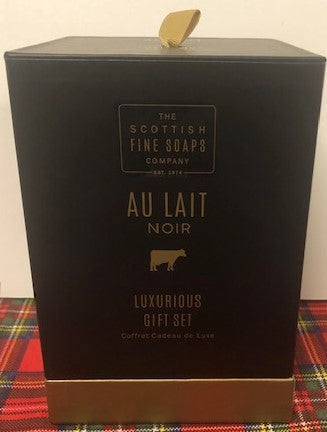 THE
SCOTTISH
FINE SOAPS
COMPANY
EST. 1974
AU LAIT
NOIR
LUXURIOUS
GIFT SET
Coffret Cadeau de Luxe